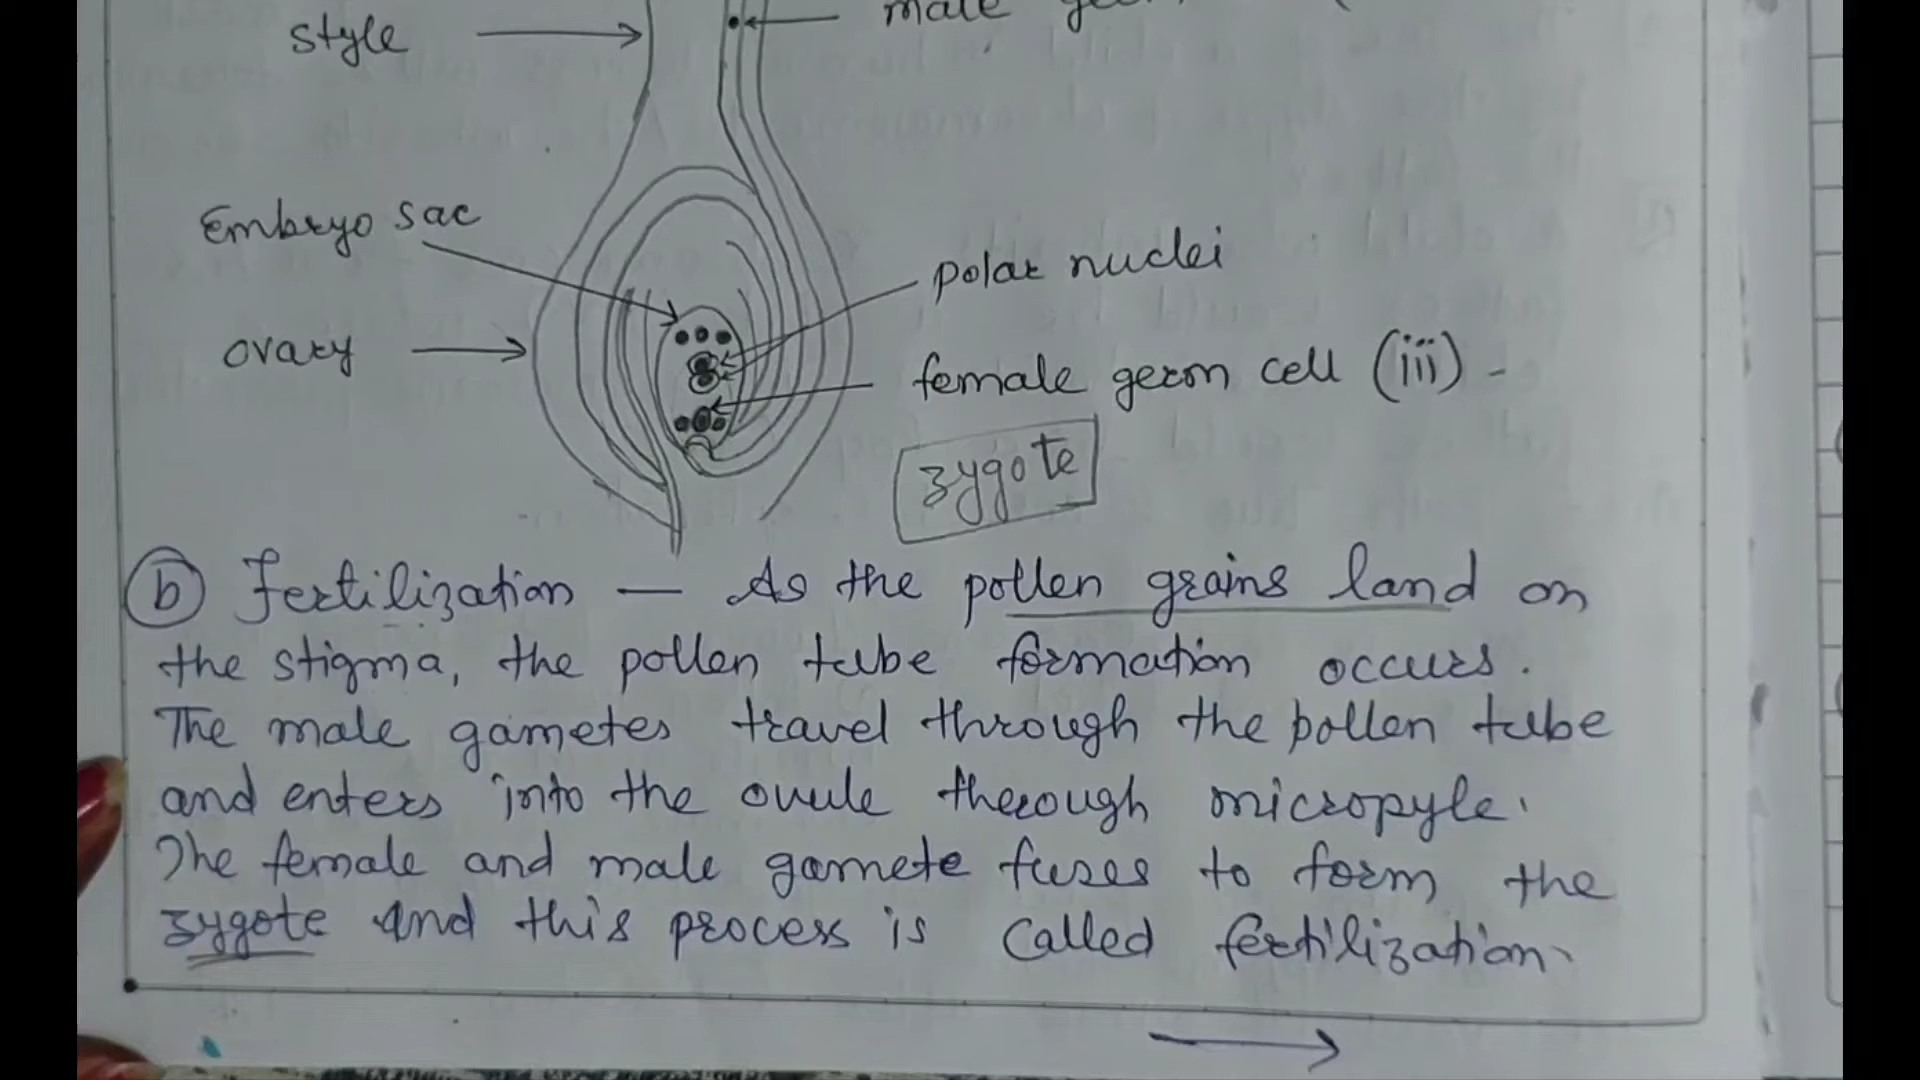 style
male
Embryo sac
polar nuclei
ovary
female germ cell (iii) -
zygote
b Fertilization — As the pollen grains land on
the stigma, the pollen tube formation occurs.
The male gametes travel through the pollen tube
and enters into the ovule through micropyle.
The female and male gamete fuses to form the
zygote and this process is called fertilization.